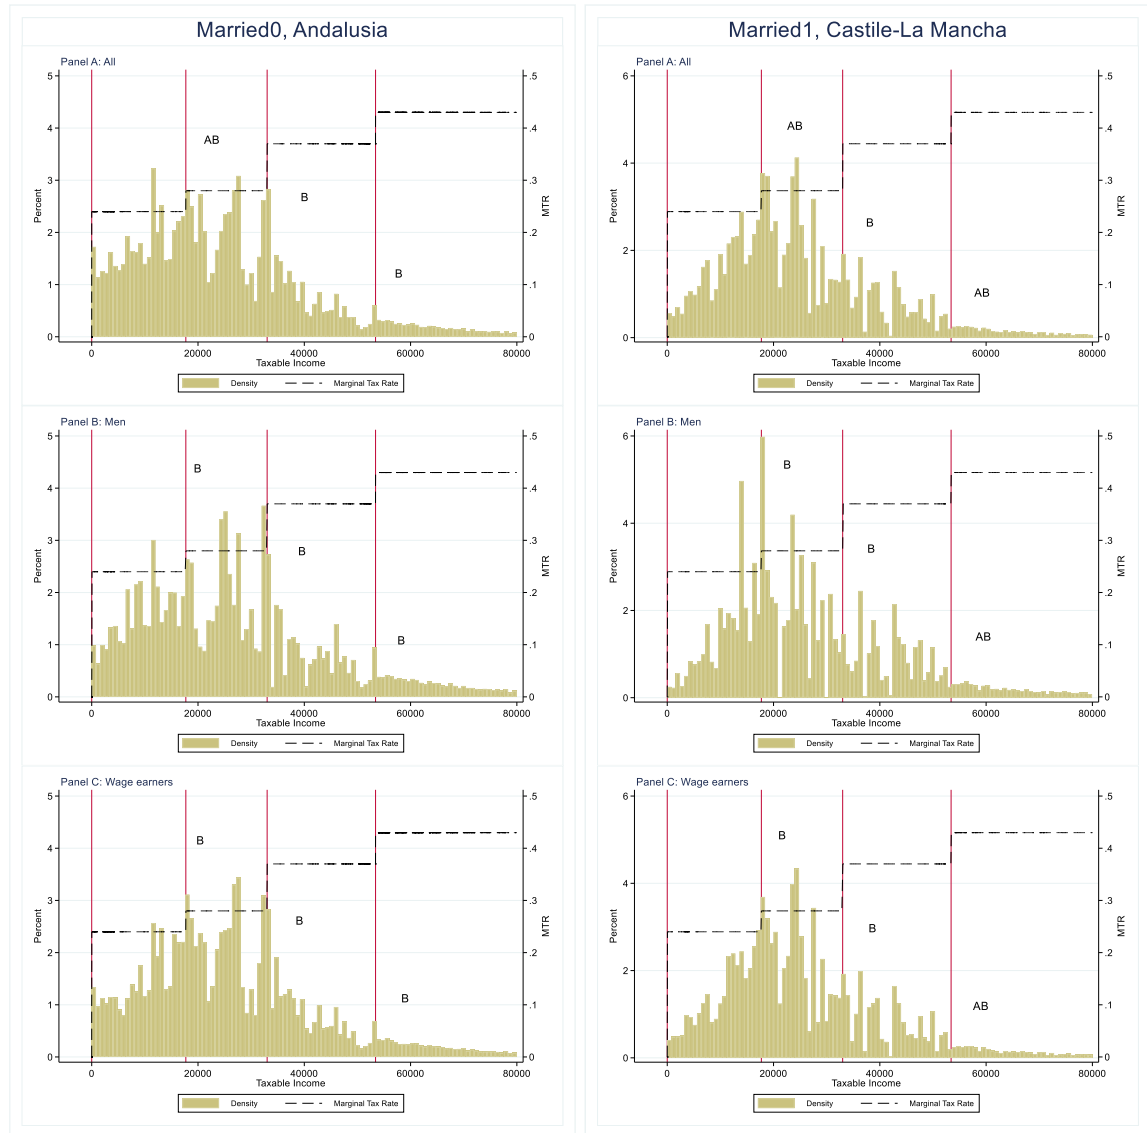 Married0, Andalusia
Panel A: All
5
4
3
2
1
0
Percent
.5
.4
.3
.2
.1
0
MTR
AB
B
B
0 20000 40000 60000 80000
Taxable Income
Density Marginal Tax Rate
Panel B: Men
5
4
3
2
1
0
Percent
.5
.4
.3
.2
.1
0
MTR
B
B
B
0 20000 40000 60000 80000
Taxable Income
Density Marginal Tax Rate
Panel C: Wage earners
5
4
3
2
1
0
Percent
.5
.4
.3
.2
.1
0
MTR
B
B
B
0 20000 40000 60000 80000
Taxable Income
Density Marginal Tax Rate
Married1, Castile-La Mancha
Panel A: All
6
4
2
0
Percent
.5
.4
.3
.2
.1
0
MTR
AB
B
AB
0 20000 40000 60000 80000
Taxable Income
Density Marginal Tax Rate
Panel B: Men
6
4
2
0
Percent
.5
.4
.3
.2
.1
0
MTR
B
B
AB
0 20000 40000 60000 80000
Taxable Income
Density Marginal Tax Rate
Panel C: Wage earners
6
4
2
0
Percent
.5
.4
.3
.2
.1
0
MTR
B
B
AB
0 20000 40000 60000 80000
Taxable Income
Density Marginal Tax Rate